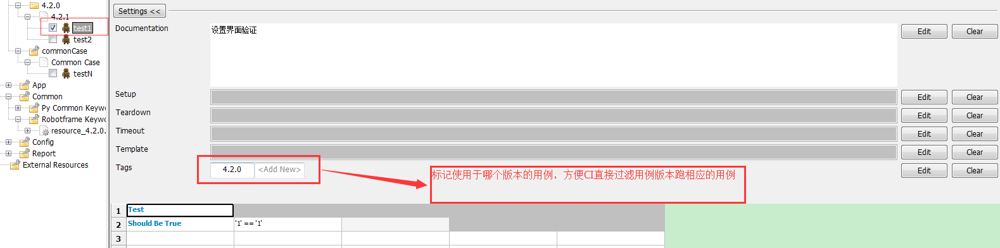 4.2.0
4.2.1
test1
test2
commonCase
Common Case
testN
App
Common
Py Common Keyw
Robotframe Keyw
resource_4.2.0.
Config
Report
External Resources
Settings <<
Documentation
设置界面验证
Edit
Clear
Setup
Edit
Clear
Teardown
Edit
Clear
Timeout
Edit
Clear
Template
Edit
Clear
Tags
4.2.0
<Add New>
Edit
Clear
标记使用于哪个版本的用例，方便CI直接过滤用例版本跑相应的用例
1
Test
2
Should Be True
'1' == '1'
3